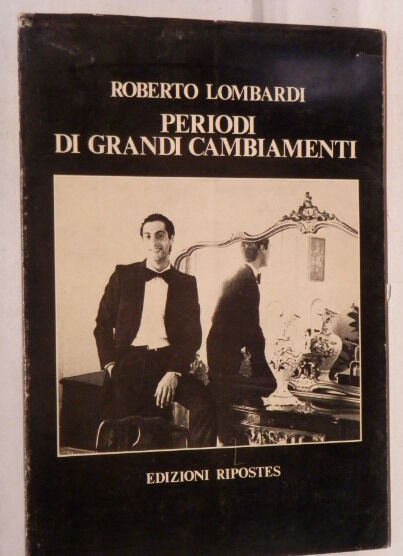 ROBERTO LOMBARDI
PERIODI
DI GRANDI CAMBIAMENTI
EDIZIONI RIPOSTES